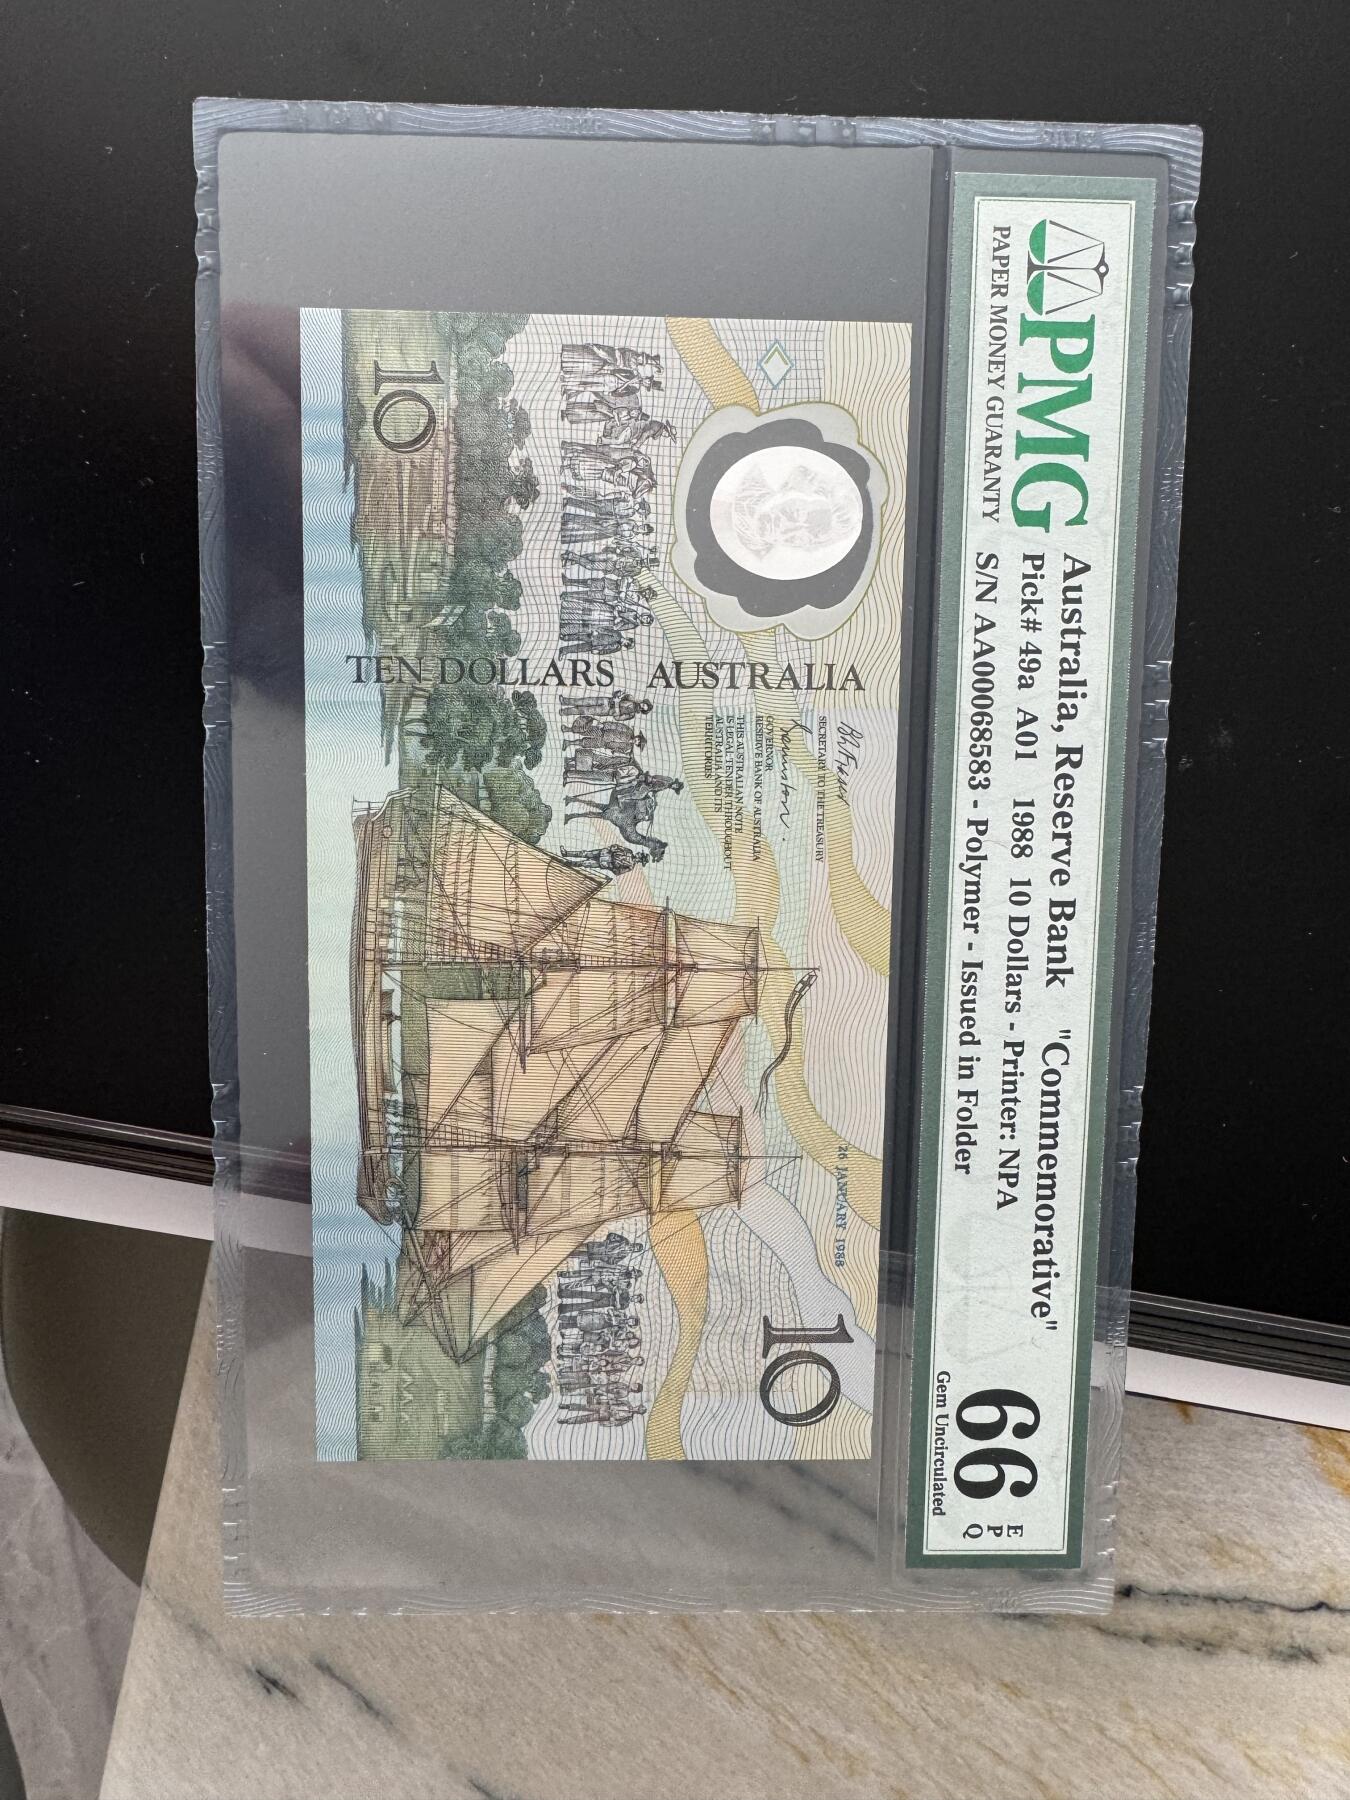 PMG
PAPER MONEY GUARANTY
Australia, Reserve Bank "Commemorative"
Pick# 49a A01 1988 10 Dollars - Printer: NPA
S/N AA00068583 - Polymer - Issued in Folder
66
EPQ
Gem Uncirculated
26 JANUARY 1988
10
SECRETARY TO THE TREASURY
GOVERNOR
RESERVE BANK OF AUSTRALIA
THIS AUSTRALIAN NOTE
IS LEGAL TENDER THROUGHOUT
AUSTRALIA AND ITS
TERRITORIES
TEN DOLLARS AUSTRALIA
10